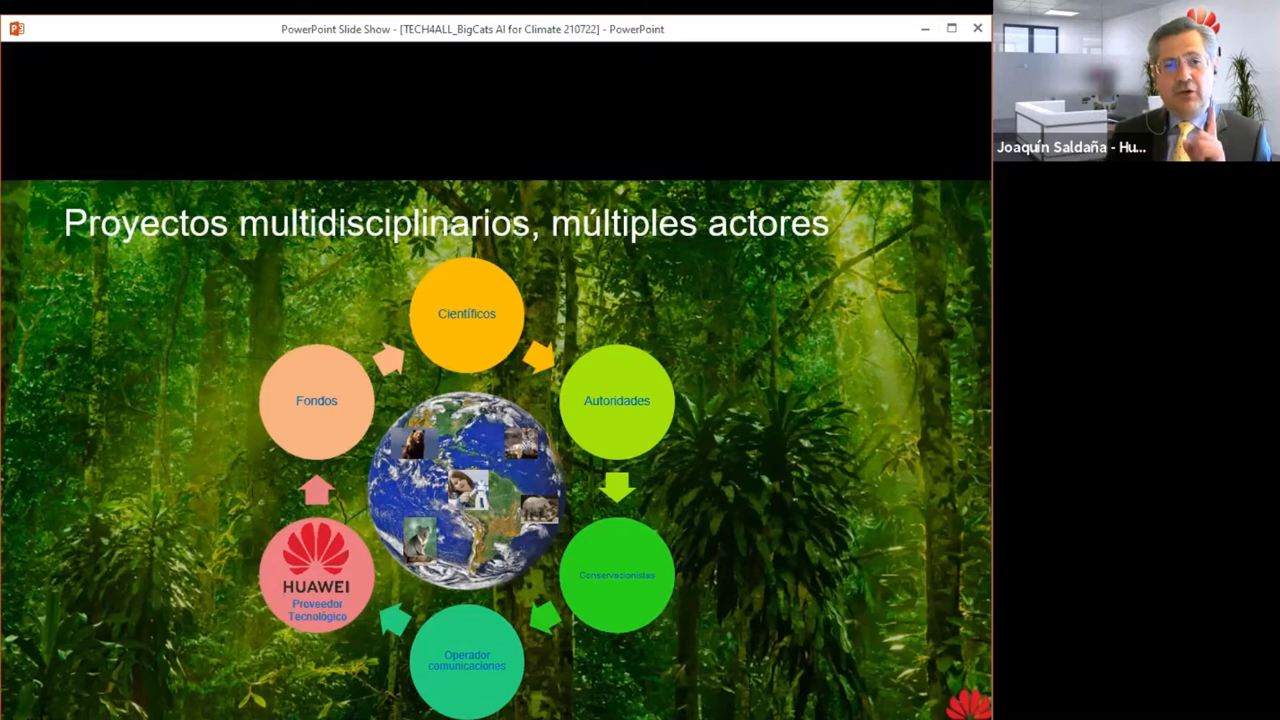 PowerPoint Slide Show - [TECH4ALL_BigCats AI for Climate 210722] - PowerPoint
Joaquín Saldaña - Hu...
Proyectos multidisciplinarios, múltiples actores
Científicos
Fondos
Autoridades
HUAWEI
Proveedor
Tecnológico
Conservacionistas
Operador
comunicaciones